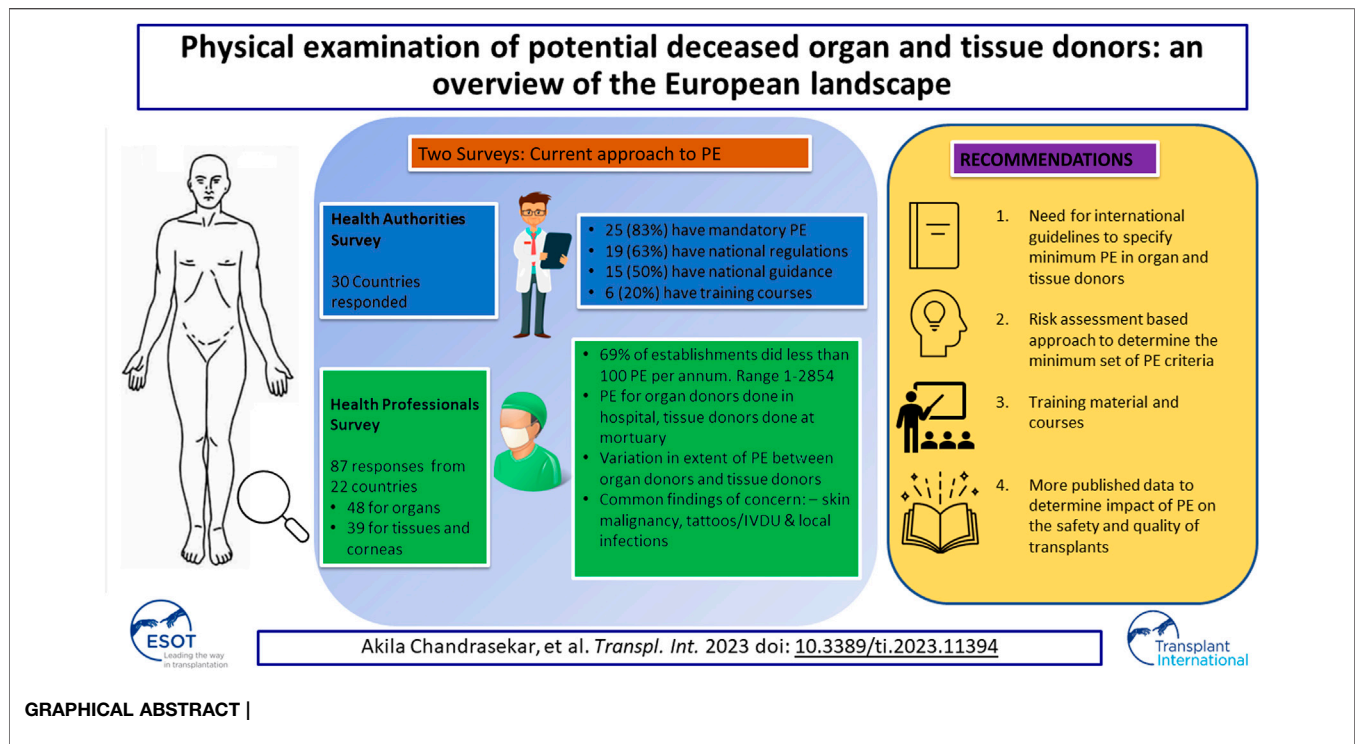 Physical examination of potential deceased organ and tissue donors: an
overview of the European landscape
Two Surveys: Current approach to PE
Health Authorities
Survey
30 Countries
responded
• 25 (83%) have mandatory PE
• 19 (63%) have national regulations
• 15 (50%) have national guidance
• 6 (20%) have training courses
Health Professionals
Survey
87 responses from
22 countries
• 48 for organs
• 39 for tissues and
corneas
• 69% of establishments did less than
100 PE per annum. Range 1-2854
• PE for organ donors done in
hospital, tissue donors done at
mortuary
• Variation in extent of PE between
organ donors and tissue donors
• Common findings of concern: – skin
malignancy, tattoos/IVDU & local
infections
RECOMMENDATIONS
1. Need for international
guidelines to specify
minimum PE in organ and
tissue donors
2. Risk assessment based
approach to determine the
minimum set of PE criteria
3. Training material and
courses
4. More published data to
determine impact of PE on
the safety and quality of
transplants
ESOT
Leading the way
in transplantation
Akila Chandrasekar, et al. Transpl. Int. 2023 doi: 10.3389/ti.2023.11394
Transplant
International
GRAPHICAL ABSTRACT |